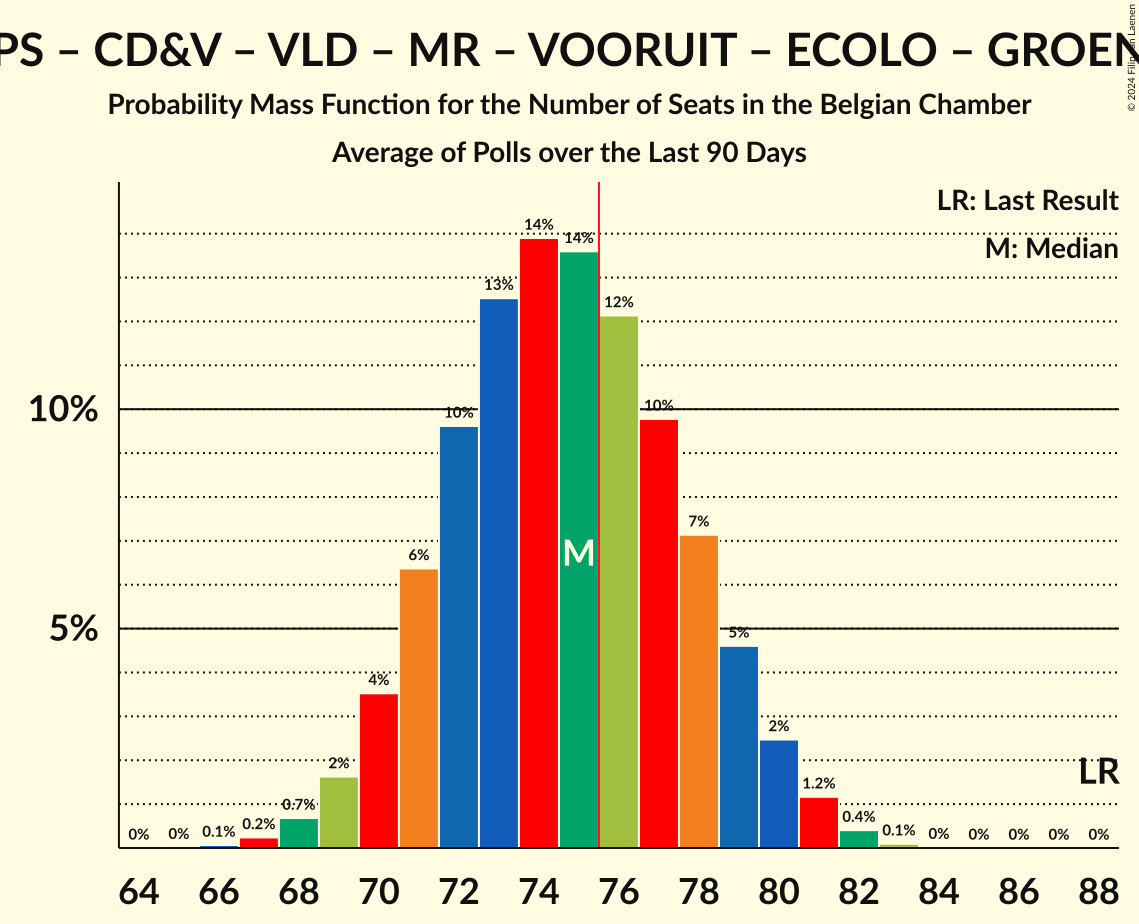 PS – CD&V – VLD – MR – VOORUIT – ECOLO – GROEN
© 2024 Filip van Laenen
Probability Mass Function for the Number of Seats in the Belgian Chamber
Average of Polls over the Last 90 Days
LR: Last Result
M: Median
14%
14%
13%
12%
10%
10%
10%
7%
6%
M
5%
5%
4%
2%
2%
LR
1.2%
0.7%
0.4%
0% 0% 0.1% 0.2% 0.1% 0% 0% 0% 0% 0%
64 66 68 70 72 74 76 78 80 82 84 86 88